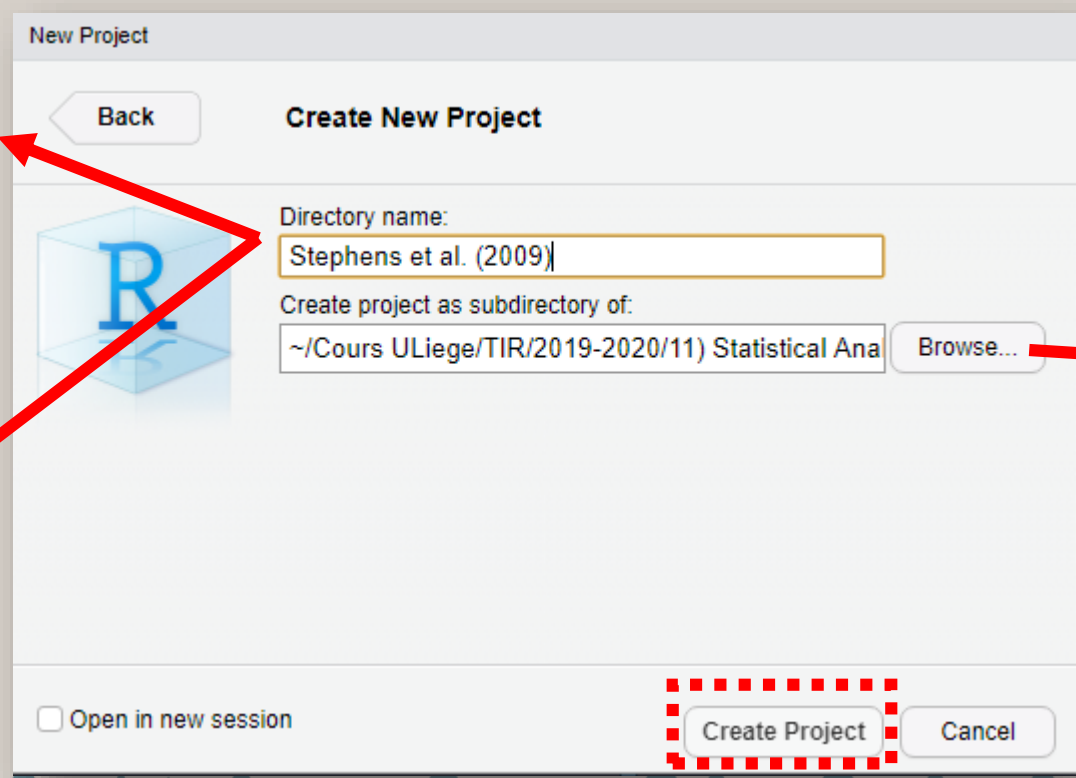 New Project
Back
Create New Project
R
Directory name:
Stephens et al. (2009)
Create project as subdirectory of:
~/Cours ULiege/TIR/2019-2020/11) Statistical Anal
Browse...
Open in new session
Create Project
Cancel